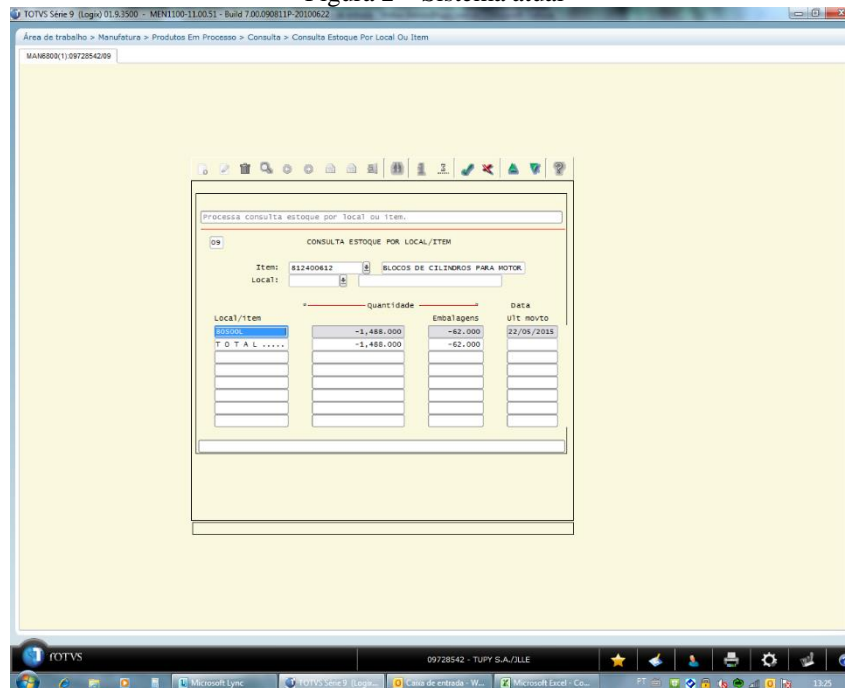 Figura 2 – Sistema atual
TOTVS Série 9 (Logix) 01.9.3500 - MEN1100-11.00.51 - Build 7.00.090811P-20100622
Área de trabalho > Manufatura > Produtos Em Processo > Consulta > Consulta Estoque Por Local Ou Item
MAN6800(1):09728542/09
Processa consulta estoque por local ou item.
09 CONSULTA ESTOQUE POR LOCAL/ITEM
Item: 812400612 BLOCOS DE CILINDROS PARA MOTOR
Local:
Quantidade Data
Local/item Embalagens Ult movto
80500L -1,488.000 -62.000 22/05/2015
T O T A L ..... -1,488.000 -62.000
TOTVS 09728542 - TUPY S.A./JLLE
Microsoft Lync TOTVS Série 9 (Logix... Caixa de entrada - W... Microsoft Excel - Co... PT 13:25